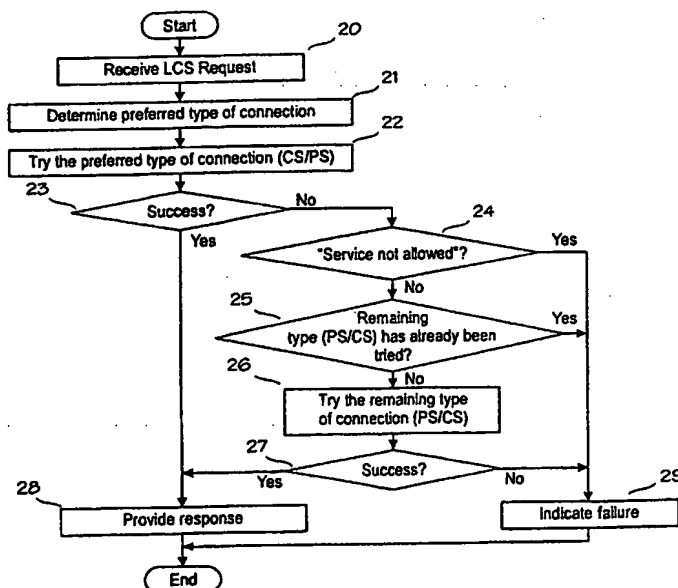 Start
20
Receive LCS Request
21
Determine preferred type of connection
22
Try the preferred type of connection (CS/PS)
23
Success?
No
Yes
24
"Service not allowed"?
Yes
No
25
Remaining
type (PS/CS) has already been
tried?
Yes
No
26
Try the remaining type
of connection (PS/CS)
27
Success?
Yes
No
28
Provide response
29
Indicate failure
End